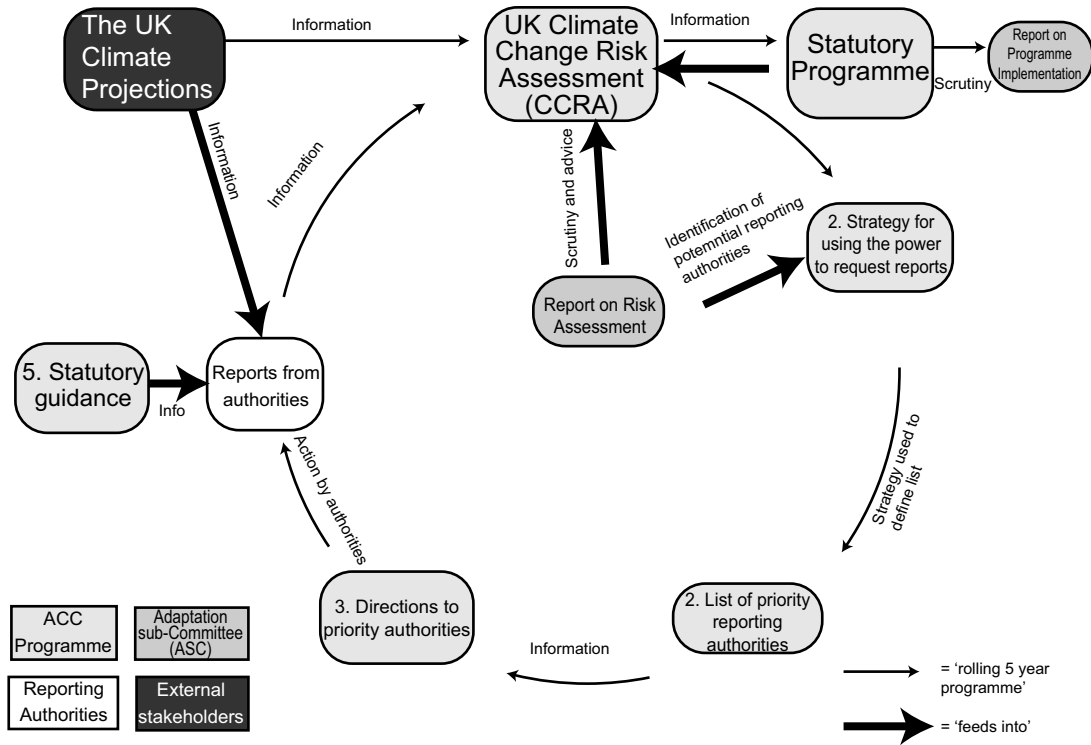 The UK
Climate
Projections
Information
UK Climate
Change Risk
Assessment
(CCRA)
Information
Statutory
Programme
Scrutiny
Report on
Programme
Implementation
Information
Information
Scrutiny and advice
Identification of
potemntial reporting
authorities
2. Strategy for
using the power
to request reports
Report on Risk
Assessment
5. Statutory
guidance
Info
Reports from
authorities
Action by authorities
Strategy used to
define list
3. Directions to
priority authorities
Information
2. List of priority
reporting
authorities
ACC
Programme
Adaptation
sub-Committee
(ASC)
Reporting
Authorities
External
stakeholders
= ‘rolling 5 year
programme’
= ‘feeds into’